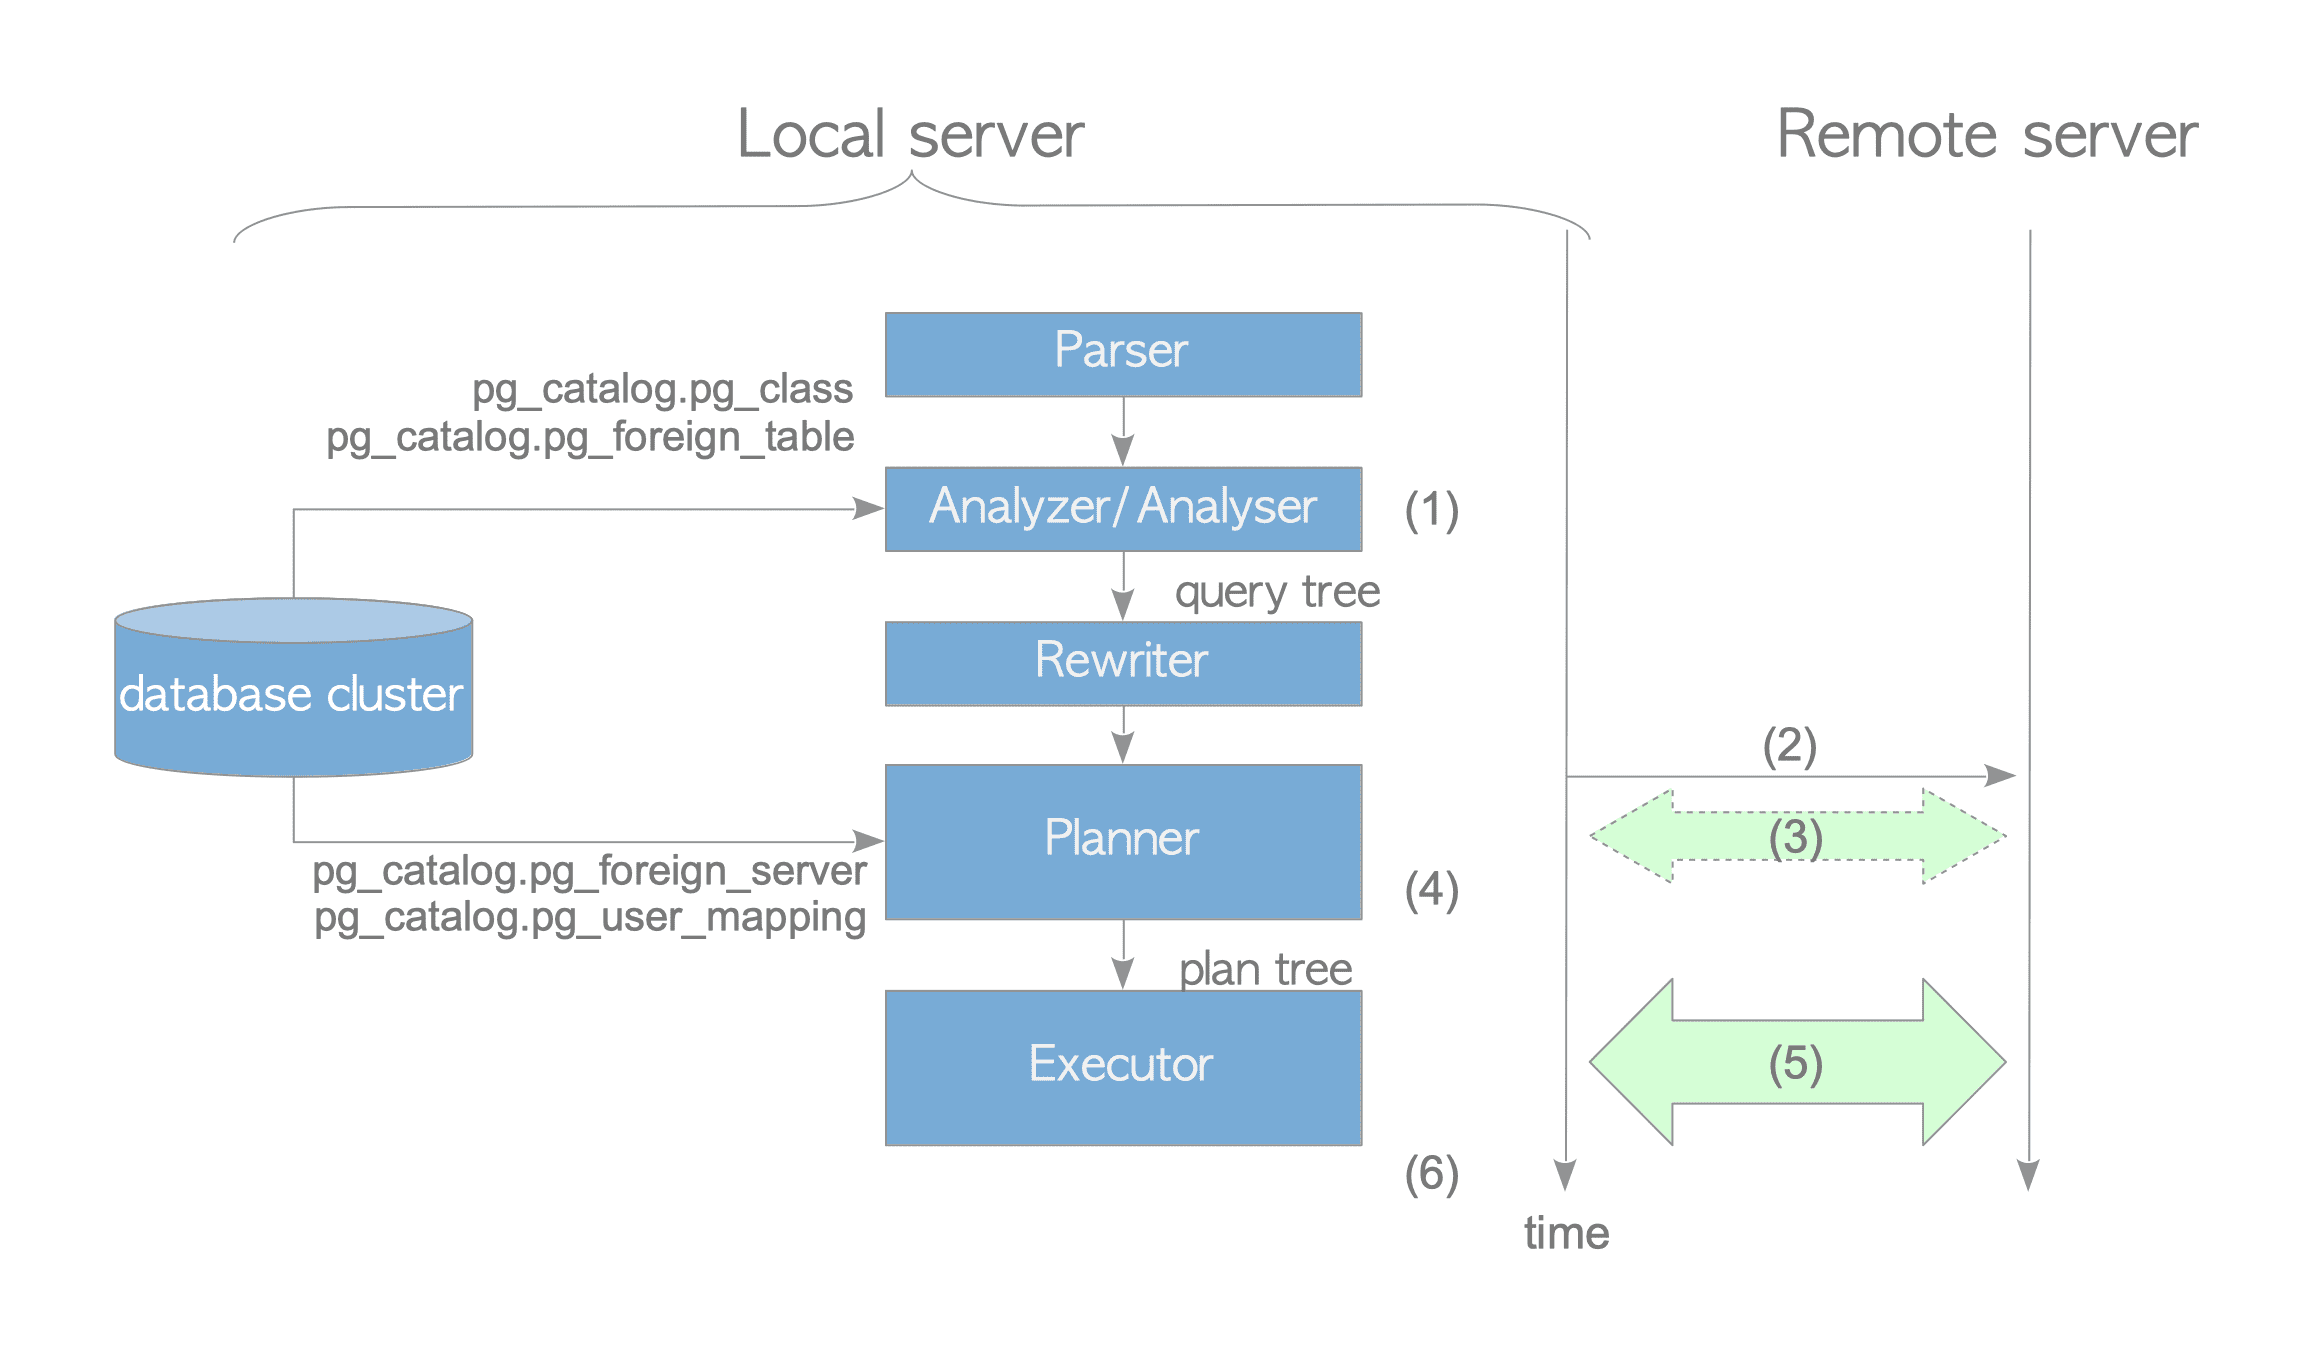 Local server
Remote server
Parser
pg_catalog.pg_class
pg_catalog.pg_foreign_table
Analyzer/Analyser
(1)
query tree
Rewriter
database cluster
(2)
Planner
(3)
pg_catalog.pg_foreign_server
(4)
pg_catalog.pg_user_mapping
plan tree
Executor
(5)
(6)
time